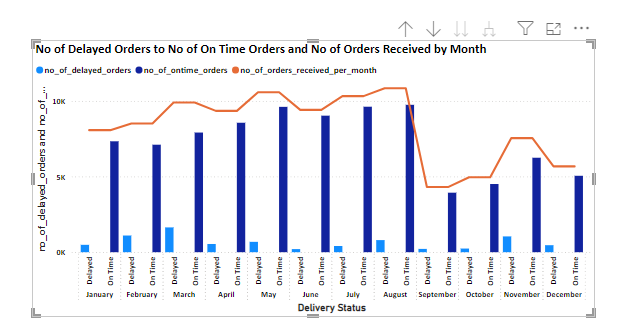 No of Delayed Orders to No of On Time Orders and No of Orders Received by Month
no_of_delayed_orders no_of_ontime_orders no_of_orders_received_per_month
no_of_delayed_orders and no_of_...
10K
5K
0K
Delayed On Time Delayed On Time Delayed On Time Delayed On Time Delayed On Time Delayed On Time Delayed On Time Delayed On Time Delayed On Time Delayed On Time Delayed On Time Delayed On Time
January February March April May June July August September October November December
Delivery Status